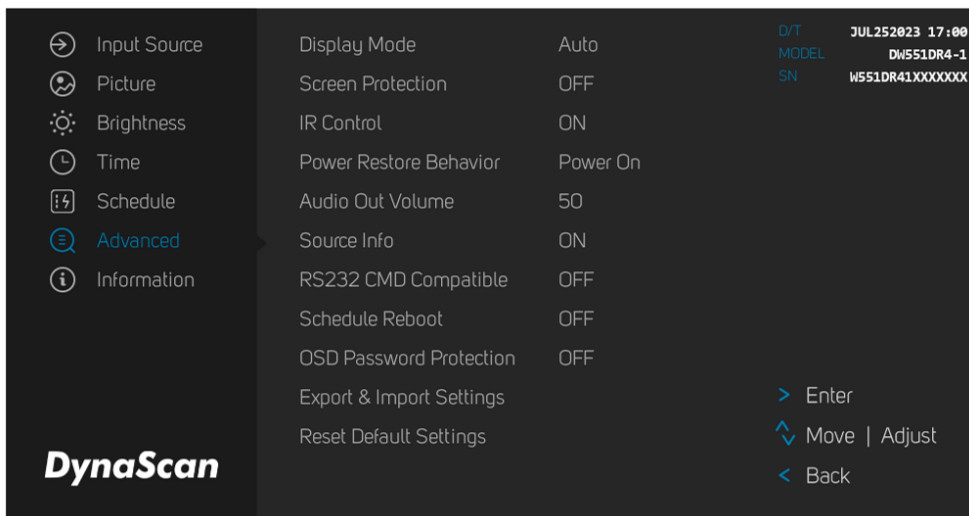 Input Source
Picture
Brightness
Time
Schedule
Advanced
Information
DynaScan
Display Mode Auto
Screen Protection OFF
IR Control ON
Power Restore Behavior Power On
Audio Out Volume 50
Source Info ON
RS232 CMD Compatible OFF
Schedule Reboot OFF
OSD Password Protection OFF
Export & Import Settings
Reset Default Settings
D/T JUL252023 17:00
MODEL DW551DR4-1
SN W551DR41XXXXXXX
> Enter
Move | Adjust
< Back